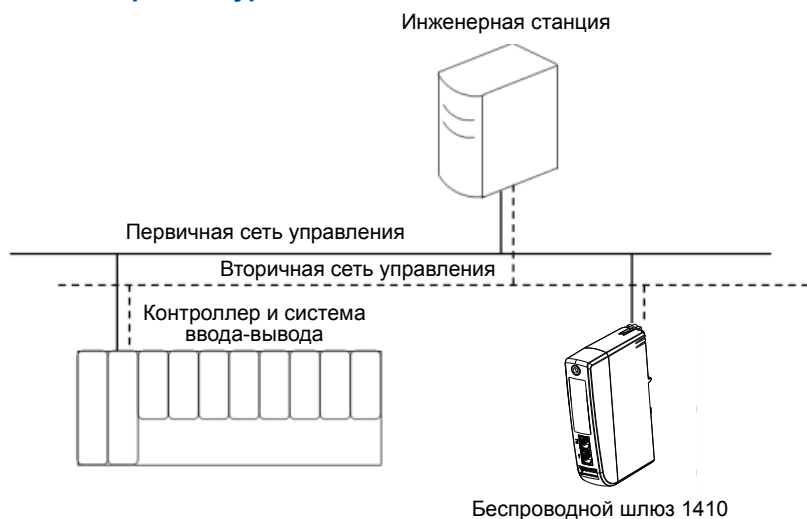 Инженерная станция
Первичная сеть управления
Вторичная сеть управления
Контроллер и система
ввода-вывода
Беспроводной шлюз 1410